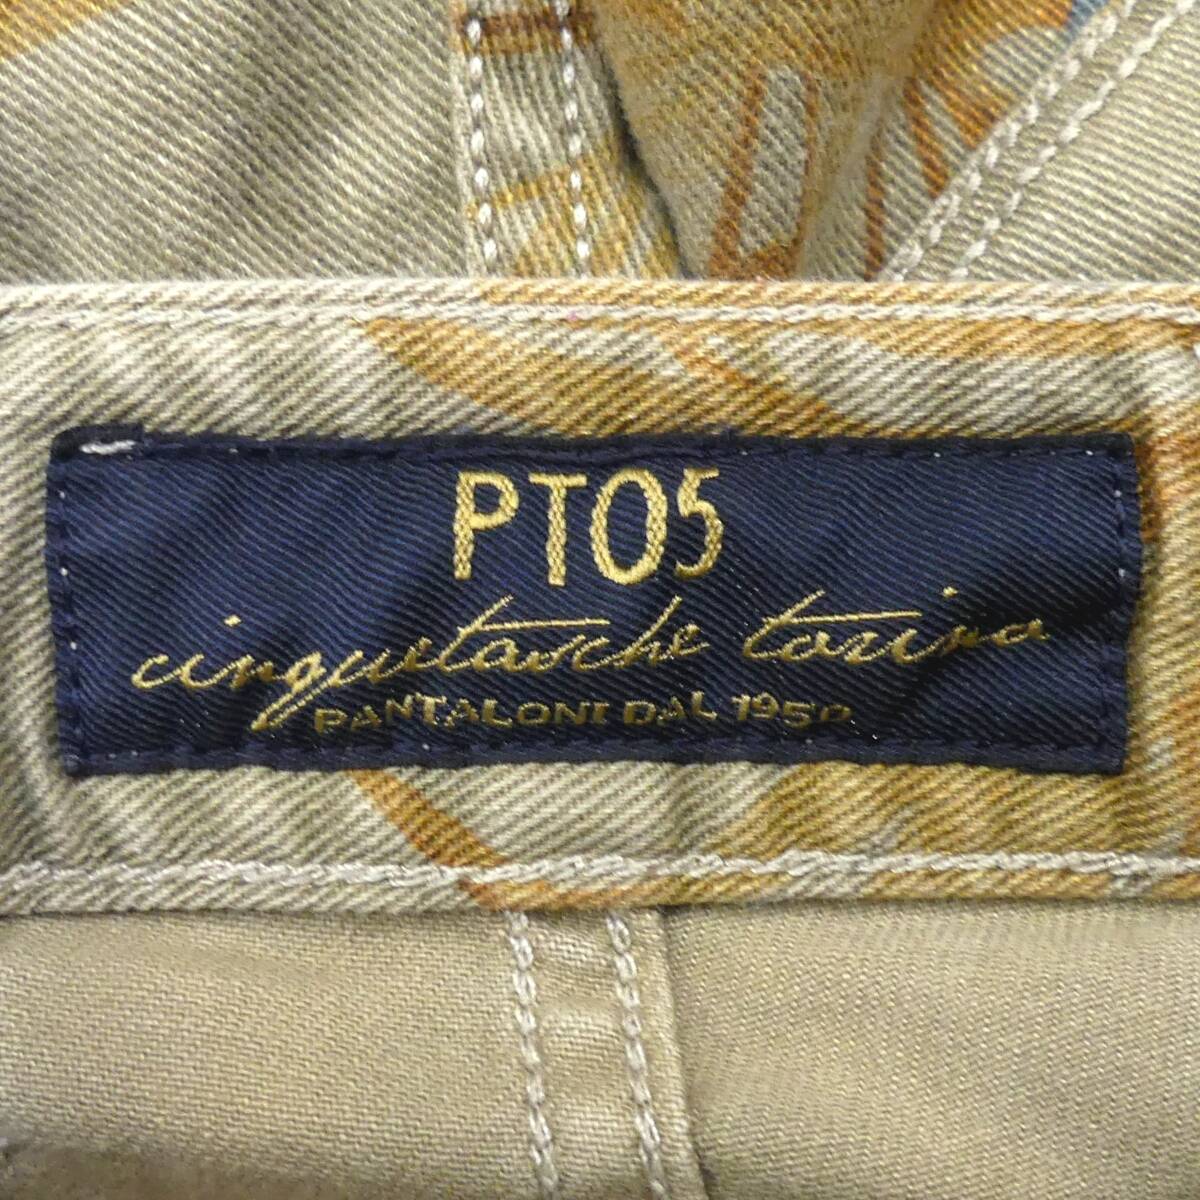 PT05
cinquetasche torino
PANTALONI DAL 1950